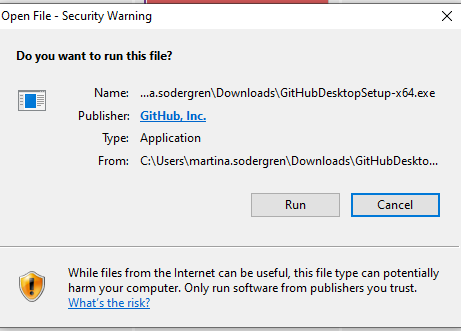 Open File - Security Warning
Do you want to run this file?
Name: ...a.sodergren\Downloads\GitHubDesktopSetup-x64.exe
Publisher: GitHub, Inc.
Type: Application
From: C:\Users\martina.sodergren\Downloads\GitHubDeskto...
Run Cancel
While files from the Internet can be useful, this file type can potentially
harm your computer. Only run software from publishers you trust.
What's the risk?